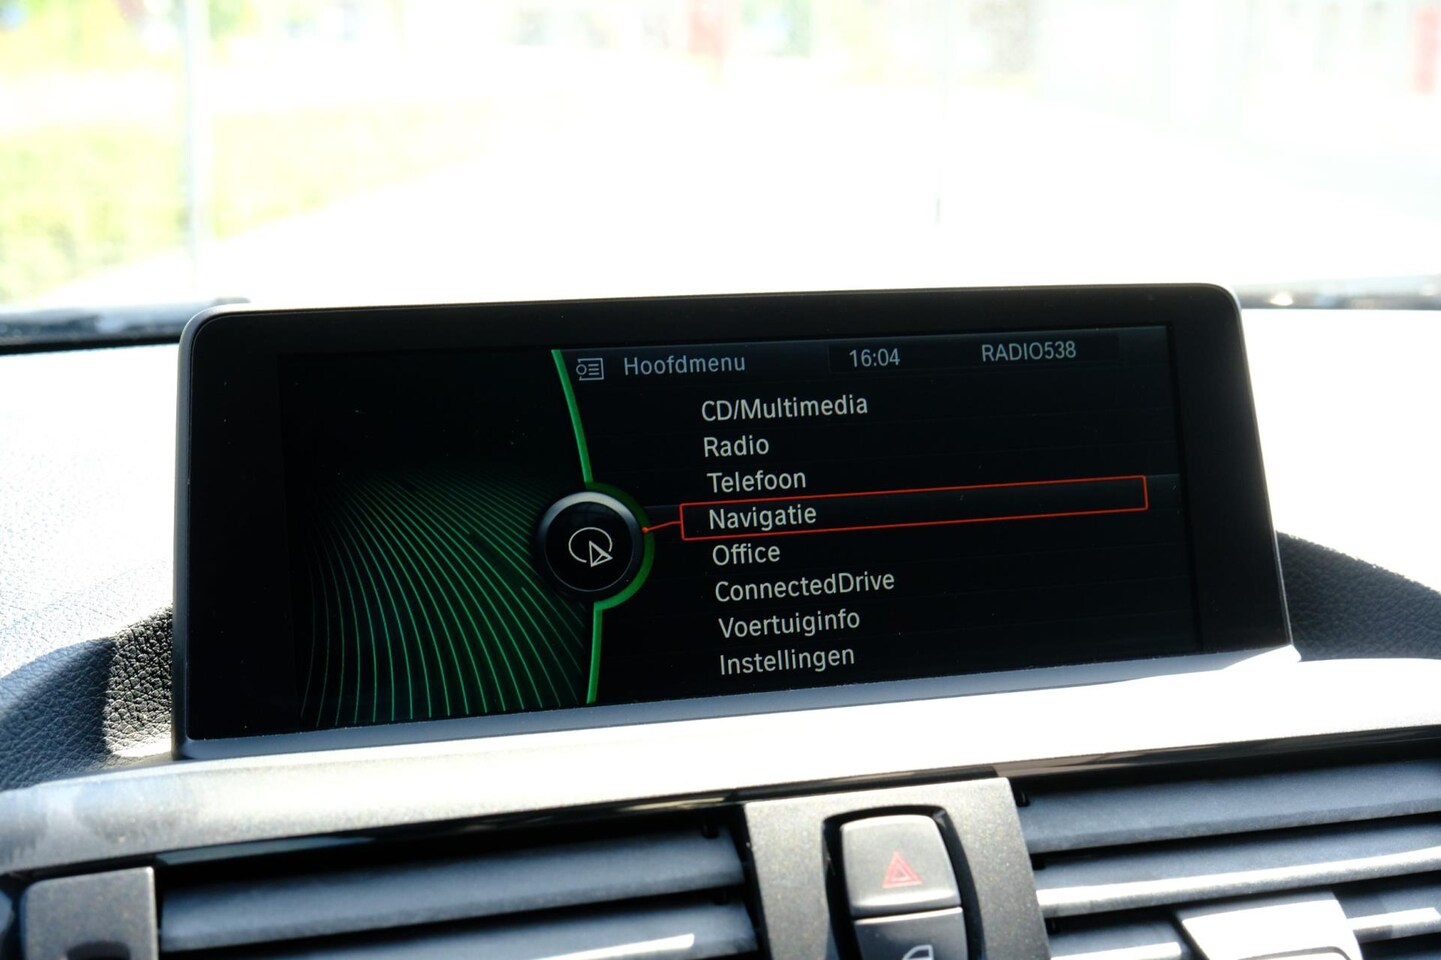 Hoofdmenu 16:04 RADIO538
CD/Multimedia
Radio
Telefoon
Navigatie
Office
ConnectedDrive
Voertuiginfo
Instellingen